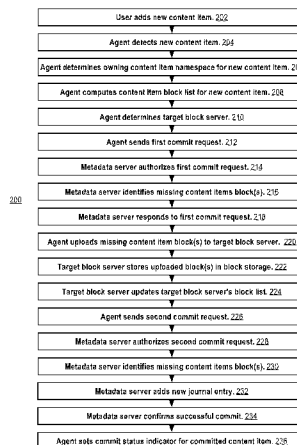 User adds new content item. 202
Agent detects new content item. 204
Agent determines owning content item namespace for new content item.
Agent computes content item block list for new content item. 208
Agent determines target block server. 210
Agent sends first commit request. 212
Metadata server authorizes first commit request. 214
Metadata server identifies missing content items block(s). 216
200
Metadata server responds to first commit request. 218
Agent uploads missing content item block(s) to target block server. 220
Target block server stores uploaded block(s) in block storage. 222
Target block server updates target block server's block list. 224
Agent sends second commit request. 226
Metadata server authorizes second commit request. 228
Metadata server identifies missing content items block(s). 230
Metadata server adds new journal entry. 232
Metadata server confirms successful commit. 234
Agent sets commit status indicator for committed content item. 236